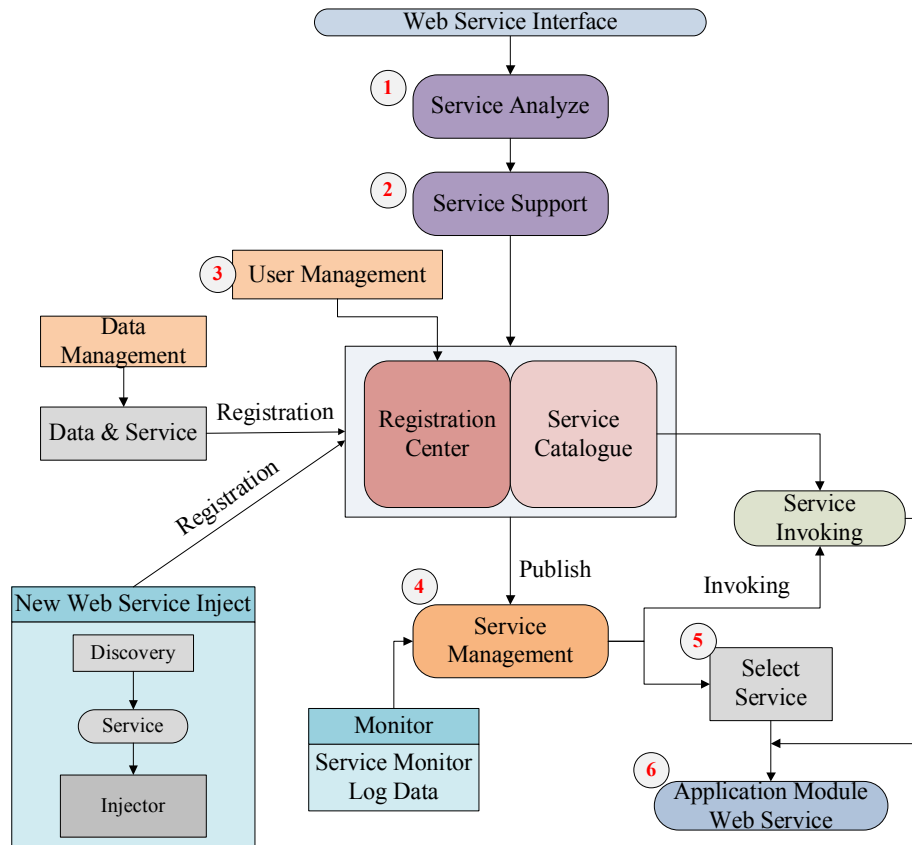 Web Service Interface
1
Service Analyze
2
Service Support
3
User Management
Data
Management
Data & Service
Registration
Registration
Registration
Center
Service
Catalogue
Service
Invoking
Publish
Invoking
4
Service
Management
5
Select
Service
New Web Service Inject
Discovery
Service
Injector
Monitor
Service Monitor
Log Data
6
Application Module
Web Service